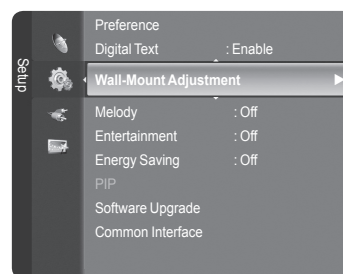 Setup
Preference
Digital Text : Enable
Wall-Mount Adjustment
Melody : Off
Entertainment : Off
Energy Saving : Off
PIP
Software Upgrade
Common Interface